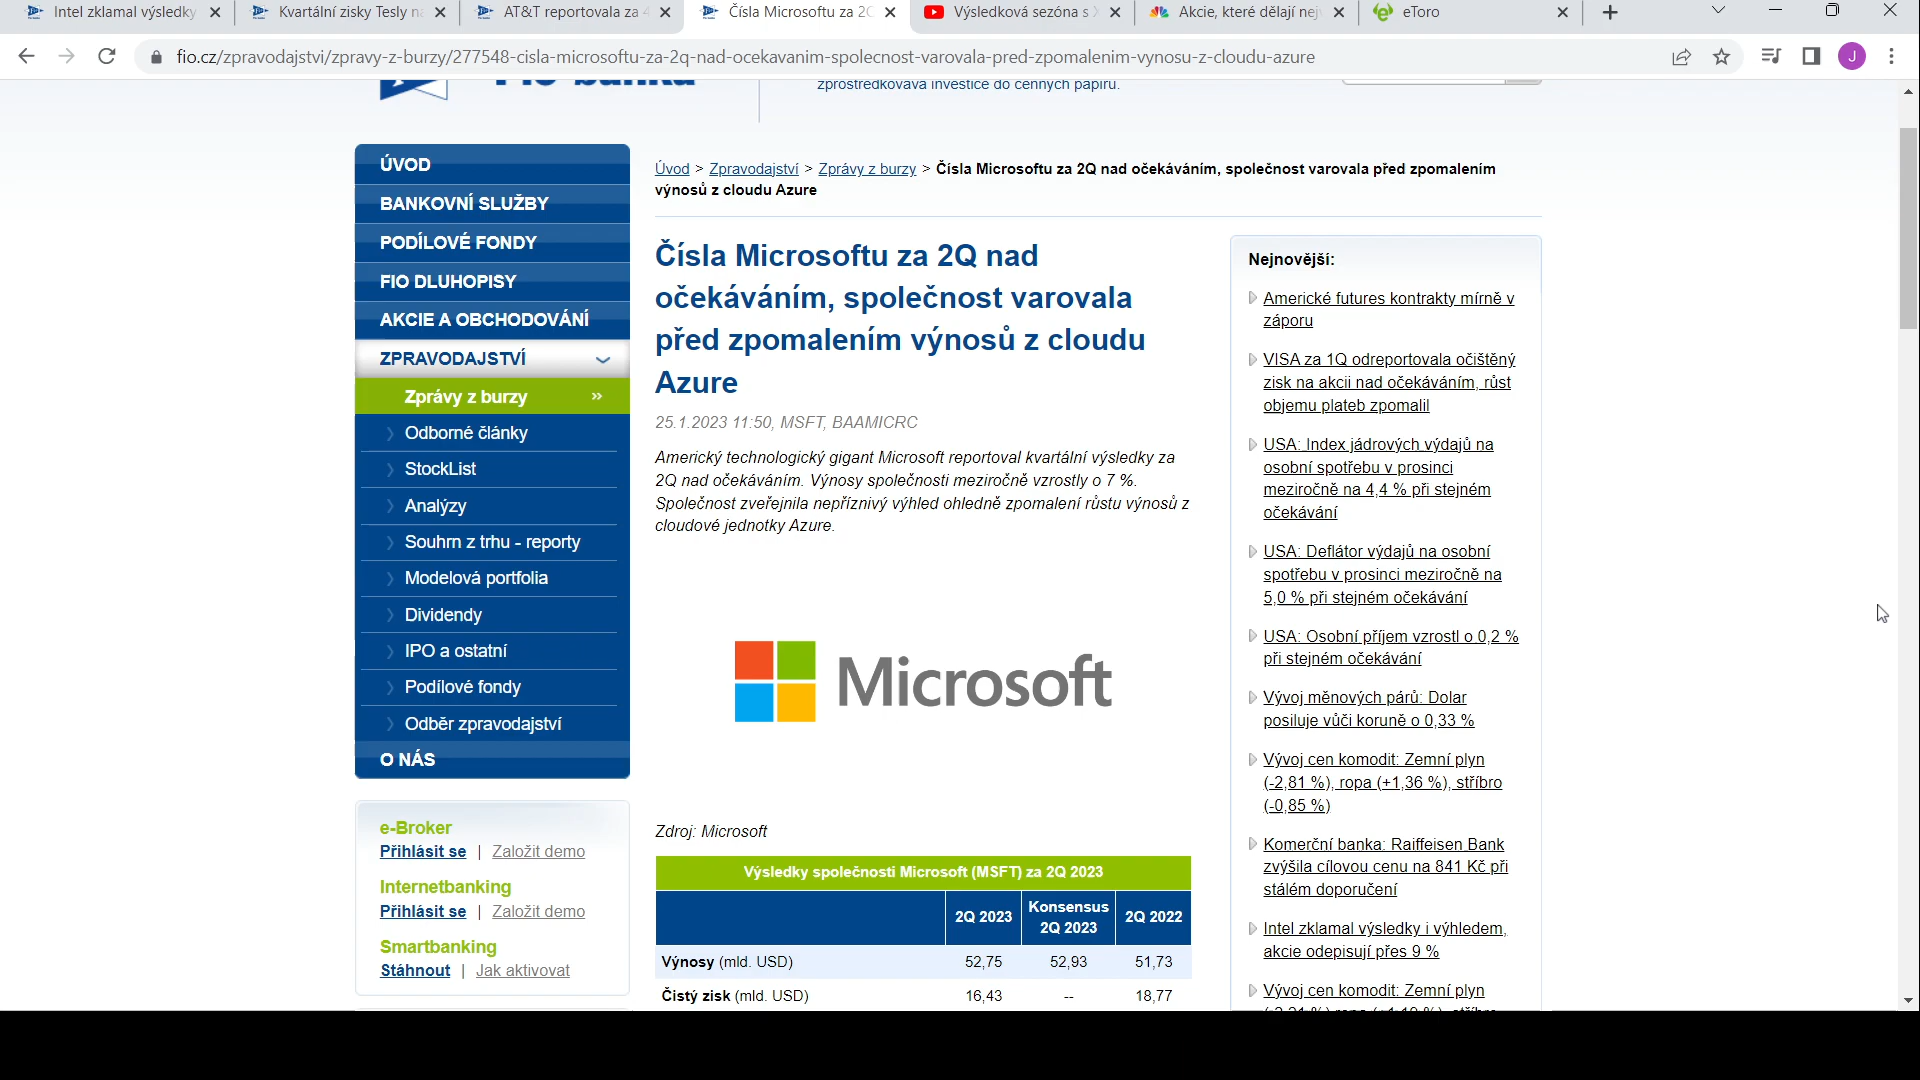 Intel zklamal výsledky
Kvartální zisky Tesly na
AT&T reportovala za 4
Čísla Microsoftu za 2Q
Výsledková sezóna s
Akcie, které dělají nej
eToro
fio.cz/zpravodajstvi/zpravy-z-burzy/277548-cisla-microsoftu-za-2q-nad-ocekavanim-spolecnost-varovala-pred-zpomalenim-vynosu-z-cloudu-azure
J
zprostředkovává investice do cenných papírů.
ÚVOD
BANKOVNÍ SLUŽBY
PODÍLOVÉ FONDY
FIO DLUHOPISY
AKCIE A OBCHODOVÁNÍ
ZPRAVODAJSTVÍ
Zprávy z burzy »
Odborné články
StockList
Analýzy
Souhrn z trhu - reporty
Modelová portfolia
Dividendy
IPO a ostatní
Podílové fondy
Odběr zpravodajství
O NÁS
e-Broker
Přihlásit se | Založit demo
Internetbanking
Přihlásit se | Založit demo
Smartbanking
Stáhnout | Jak aktivovat
Úvod > Zpravodajství > Zprávy z burzy > Čísla Microsoftu za 2Q nad očekáváním, společnost varovala před zpomalením
výnosů z cloudu Azure
Čísla Microsoftu za 2Q nad
očekáváním, společnost varovala
před zpomalením výnosů z cloudu
Azure
25.1.2023 11:50, MSFT, BAAMICRC
Americký technologický gigant Microsoft reportoval kvartální výsledky za
2Q nad očekáváním. Výnosy společnosti meziročně vzrostly o 7 %.
Společnost zveřejnila nepříznivý výhled ohledně zpomalení růstu výnosů z
cloudové jednotky Azure.
Microsoft
Zdroj: Microsoft
Výsledky společnosti Microsoft (MSFT) za 2Q 2023
2Q 2023 Konsensus 2Q 2023 2Q 2022
Výnosy (mld. USD) 52,75 52,93 51,73
Čistý zisk (mld. USD) 16,43 -- 18,77
Nejnovější:
Americké futures kontrakty mírně v
záporu
VISA za 1Q odreportovala očištěný
zisk na akcii nad očekáváním, růst
objemu plateb zpomalil
USA: Index jádrových výdajů na
osobní spotřebu v prosinci
meziročně na 4,4 % při stejném
očekávání
USA: Deflátor výdajů na osobní
spotřebu v prosinci meziročně na
5,0 % při stejném očekávání
USA: Osobní příjem vzrostl o 0,2 %
při stejném očekávání
Vývoj měnových párů: Dolar
posiluje vůči koruně o 0,33 %
Vývoj cen komodit: Zemní plyn
(-2,81 %), ropa (+1,36 %), stříbro
(-0,85 %)
Komerční banka: Raiffeisen Bank
zvýšila cílovou cenu na 841 Kč při
stálém doporučení
Intel zklamal výsledky i výhledem,
akcie odepisují přes 9 %
Vývoj cen komodit: Zemní plyn